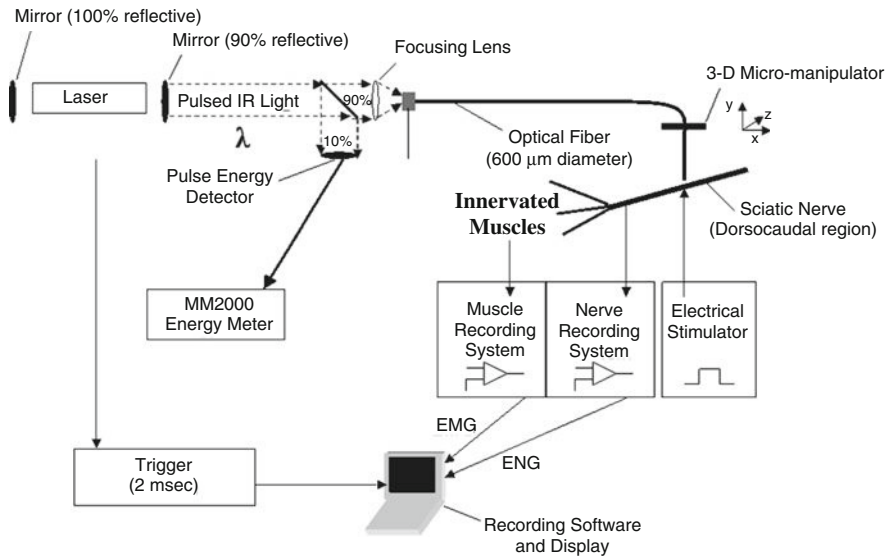 Mirror (100% reflective)
Mirror (90% reflective)
Focusing Lens
3-D Micro-manipulator
Laser
Pulsed IR Light
90%
λ
10%
y
z
x
Optical Fiber
(600 μm diameter)
Pulse Energy
Detector
Innervated
Muscles
Sciatic Nerve
(Dorsocaudal region)
MM2000
Energy Meter
Muscle
Recording
System
Nerve
Recording
System
Electrical
Stimulator
EMG
ENG
Trigger
(2 msec)
Recording Software
and Display